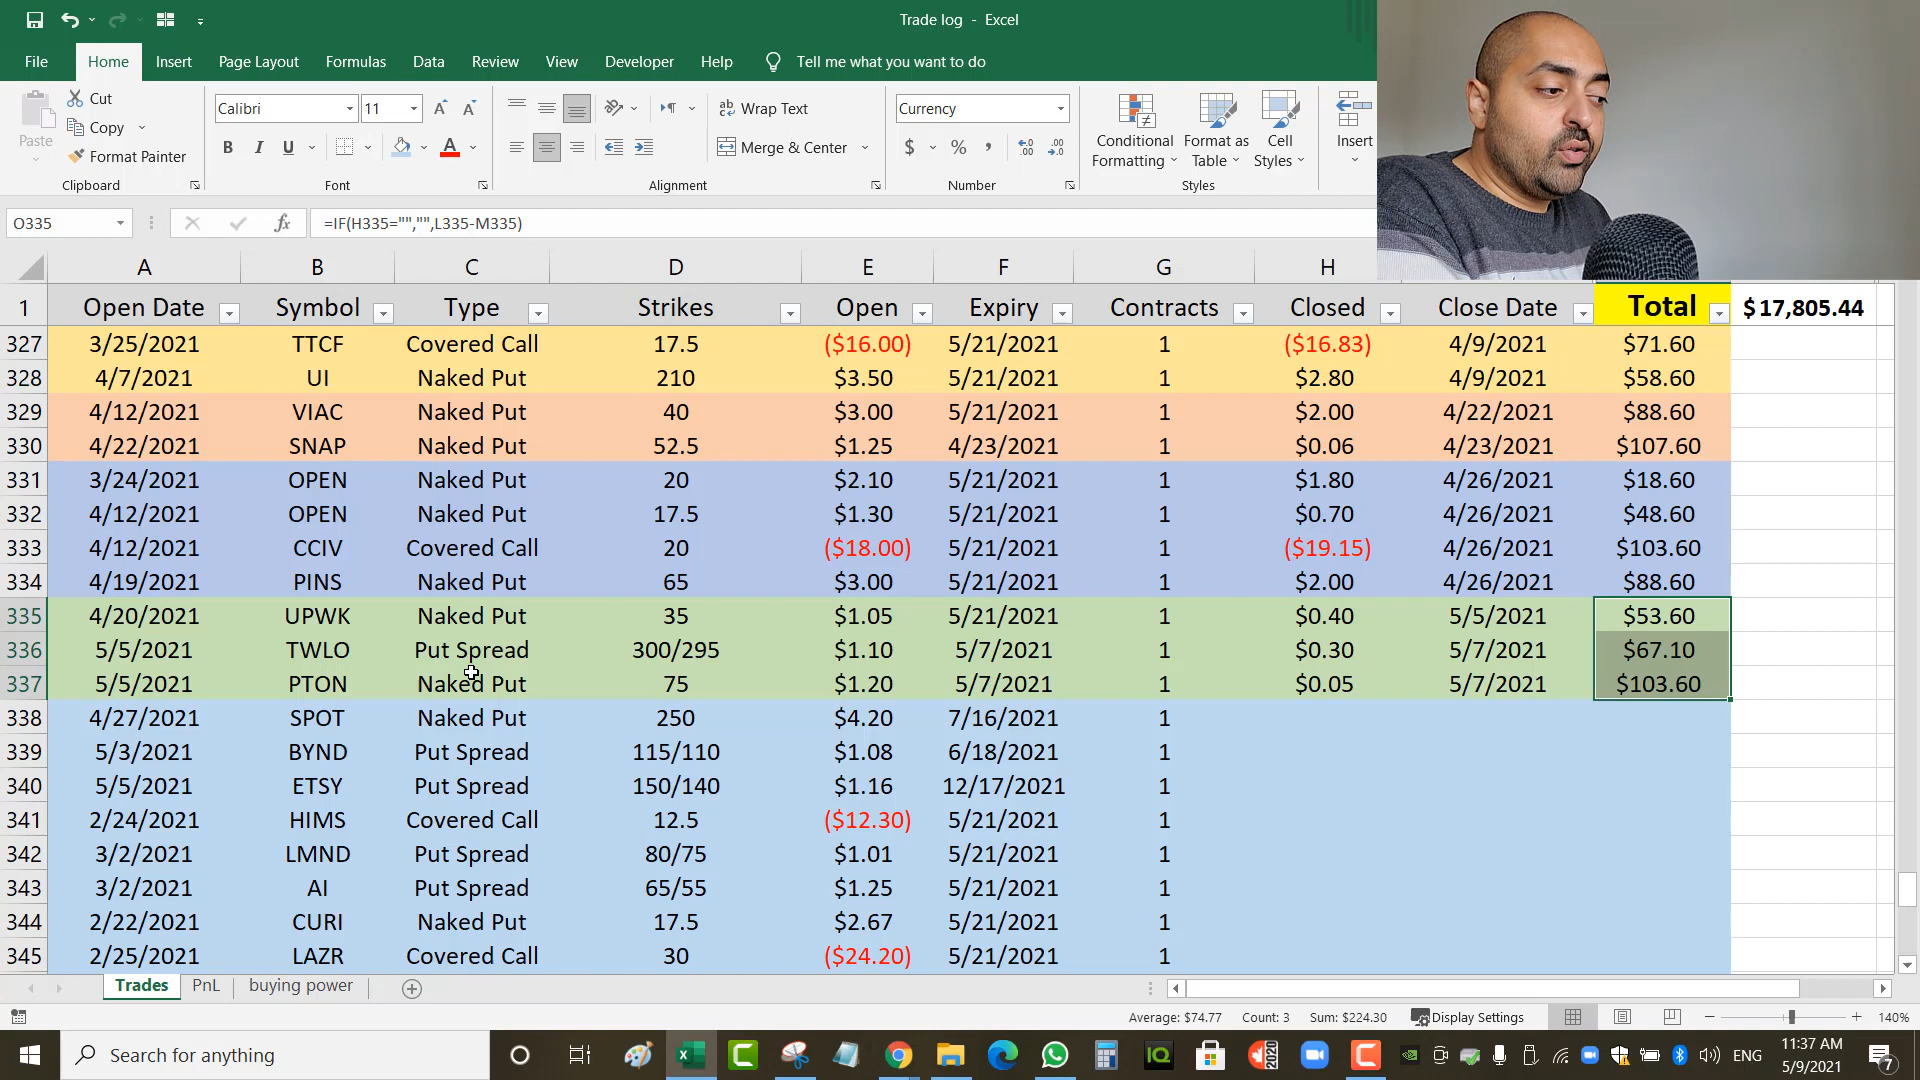 Trade log - Excel
File Home Insert Page Layout Formulas Data Review View Developer Help Tell me what you want to do
Paste Cut Copy Format Painter Clipboard
Calibri 11 B I U A Font
Wrap Text Merge & Center Alignment
Currency $ % , Number
Conditional Formatting Format as Table Cell Styles Styles
Insert
O335 fx =IF(H335="","",L335-M335)
A B C D E F G H
1 Open Date Symbol Type Strikes Open Expiry Contracts Closed Close Date Total $17,805.44
327 3/25/2021 TTCF Covered Call 17.5 ($16.00) 5/21/2021 1 ($16.83) 4/9/2021 $71.60
328 4/7/2021 UI Naked Put 210 $3.50 5/21/2021 1 $2.80 4/9/2021 $58.60
329 4/12/2021 VIAC Naked Put 40 $3.00 5/21/2021 1 $2.00 4/22/2021 $88.60
330 4/22/2021 SNAP Naked Put 52.5 $1.25 4/23/2021 1 $0.06 4/23/2021 $107.60
331 3/24/2021 OPEN Naked Put 20 $2.10 5/21/2021 1 $1.80 4/26/2021 $18.60
332 4/12/2021 OPEN Naked Put 17.5 $1.30 5/21/2021 1 $0.70 4/26/2021 $48.60
333 4/12/2021 CCIV Covered Call 20 ($18.00) 5/21/2021 1 ($19.15) 4/26/2021 $103.60
334 4/19/2021 PINS Naked Put 65 $3.00 5/21/2021 1 $2.00 4/26/2021 $88.60
335 4/20/2021 UPWK Naked Put 35 $1.05 5/21/2021 1 $0.40 5/5/2021 $53.60
336 5/5/2021 TWLO Put Spread 300/295 $1.10 5/7/2021 1 $0.30 5/7/2021 $67.10
337 5/5/2021 PTON Naked Put 75 $1.20 5/7/2021 1 $0.05 5/7/2021 $103.60
338 4/27/2021 SPOT Naked Put 250 $4.20 7/16/2021 1
339 5/3/2021 BYND Put Spread 115/110 $1.08 6/18/2021 1
340 5/5/2021 ETSY Put Spread 150/140 $1.16 12/17/2021 1
341 2/24/2021 HIMS Covered Call 12.5 ($12.30) 5/21/2021 1
342 3/2/2021 LMND Put Spread 80/75 $1.01 5/21/2021 1
343 3/2/2021 AI Put Spread 65/55 $1.25 5/21/2021 1
344 2/22/2021 CURI Naked Put 17.5 $2.67 5/21/2021 1
345 2/25/2021 LAZR Covered Call 30 ($24.20) 5/21/2021 1
Trades PnL buying power
Average: $74.77 Count: 3 Sum: $224.30 Display Settings 140%
Search for anything IQ 2020 ENG 11:37 AM
5/9/2021 7